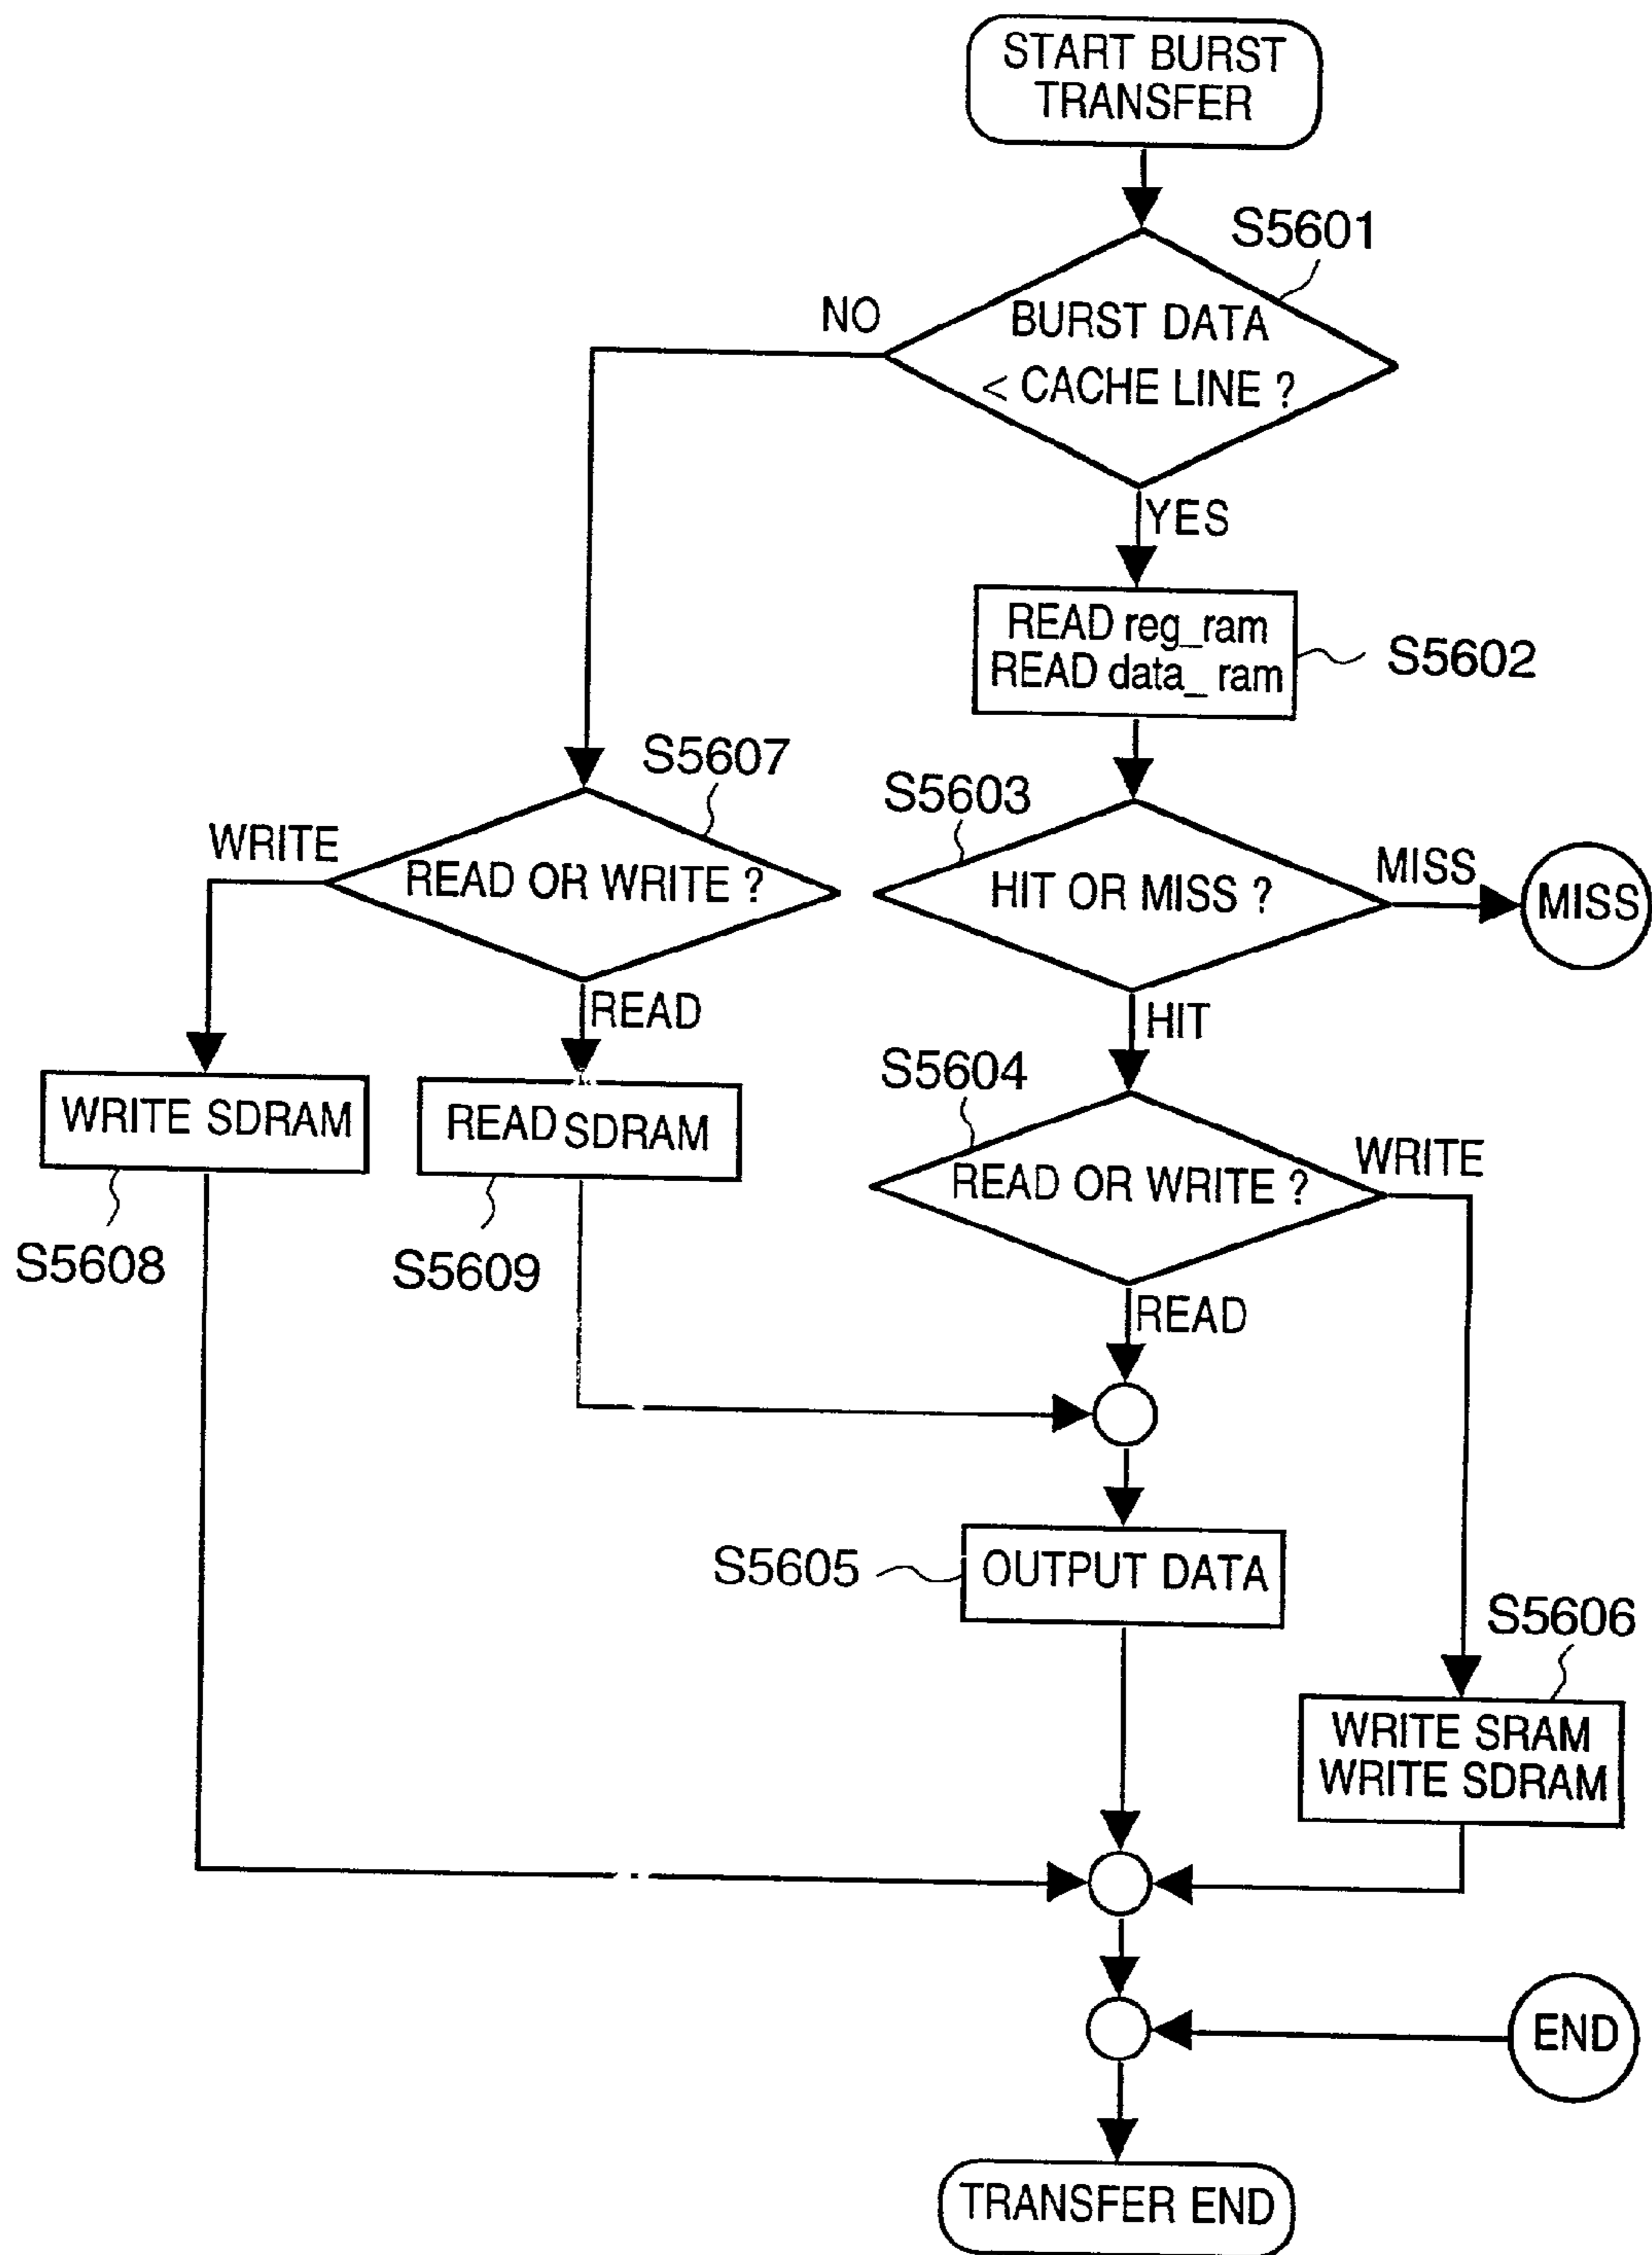 START BURST
TRANSFER
S5601
NO
BURST DATA
< CACHE LINE ?
YES
READ reg_ram
READ data_ ram
S5602
S5607
S5603
WRITE
READ OR WRITE ?
HIT OR MISS ?
MISS
MISS
READ
HIT
S5604
WRITE SDRAM
READ SDRAM
READ OR WRITE ?
WRITE
S5608
S5609
READ
S5605
OUTPUT DATA
S5606
WRITE SRAM
WRITE SDRAM
END
TRANSFER END